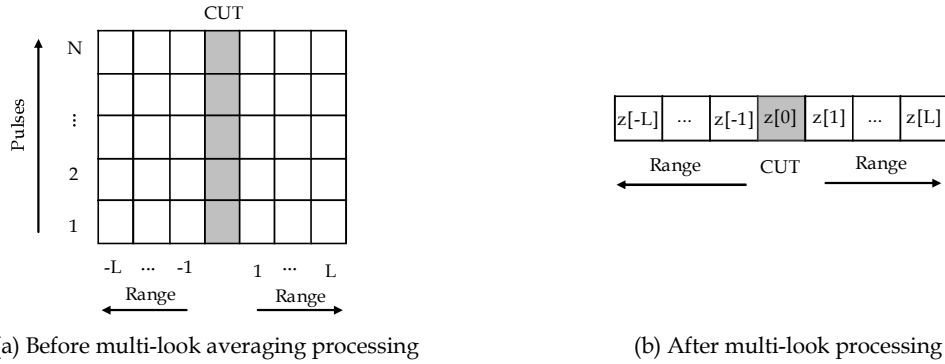 CUT
N
...
2
1
Pulses
-L ... -1 1 ... L
Range Range
(a) Before multi-look averaging processing
z[-L] ... z[-1] z[0] z[1] ... z[L]
Range CUT Range
(b) After multi-look processing